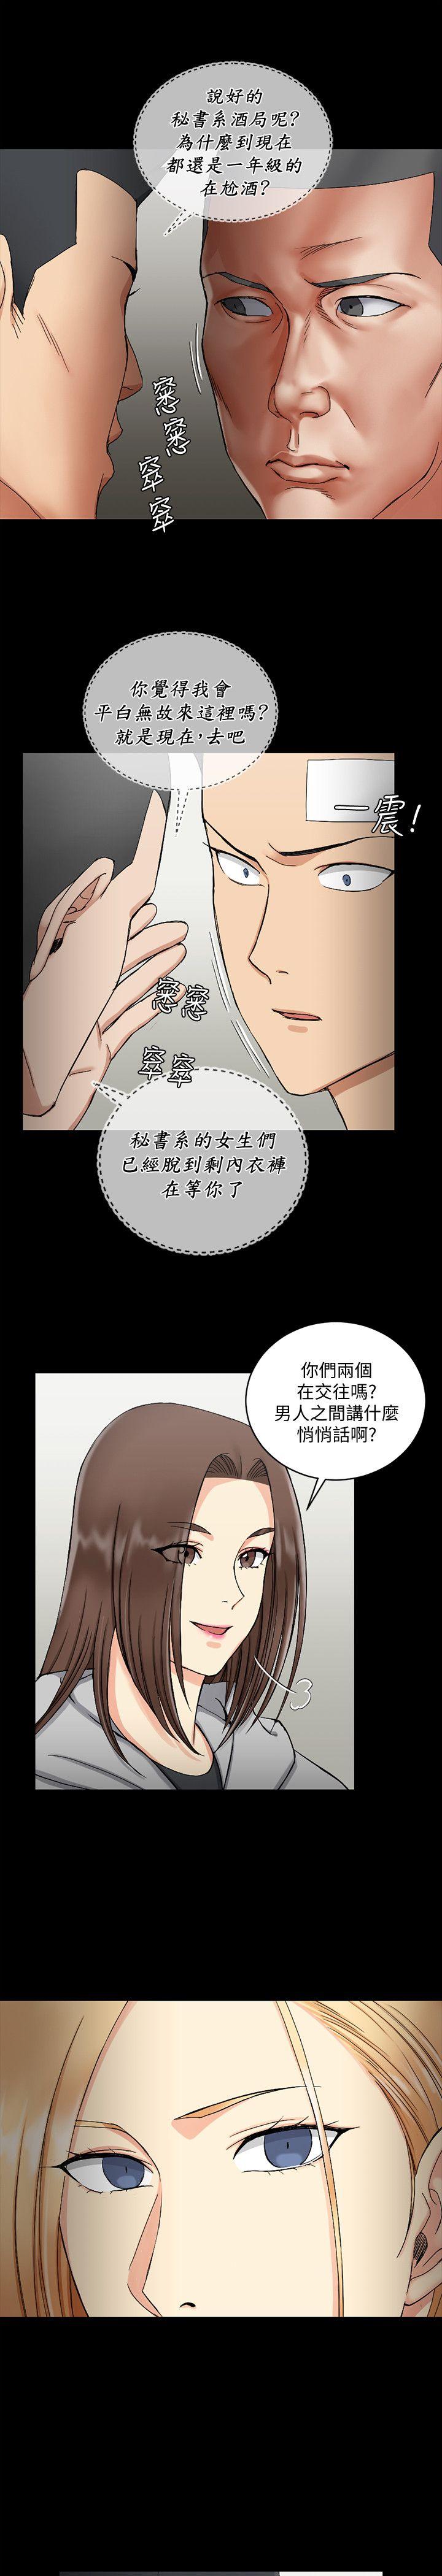 說好的
秘書系酒局呢?
為什麼到現在
都還是一年級的
在尬酒?
窸窸
窣窣
你覺得我會
平白無故來這裡嗎?
就是現在,去吧
一震!
窸窸
窣窣
秘書系的女生們
已經脫到剩內衣褲
在等你了
你們兩個
在交往嗎?
男人之間講什麼
悄悄話啊?